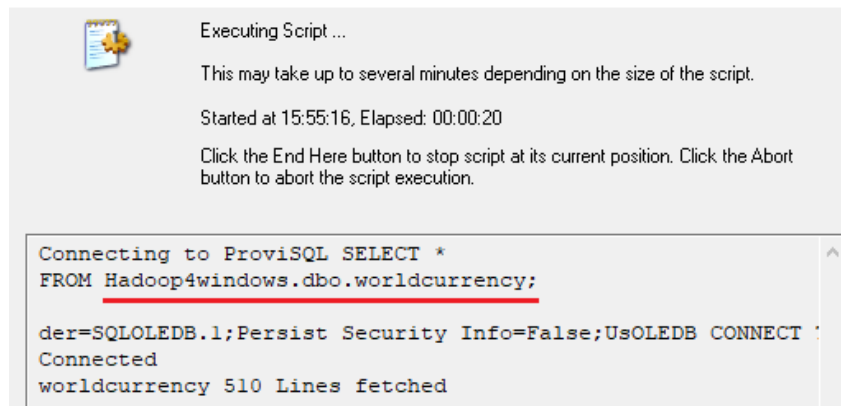 Executing Script ...
This may take up to several minutes depending on the size of the script.
Started at 15:55:16, Elapsed: 00:00:20
Click the End Here button to stop script at its current position. Click the Abort
button to abort the script execution.
Connecting to ProviSQL SELECT *
FROM Hadoop4windows.dbo.worldcurrency;
der=SQLOLEDB.1;Persist Security Info=False;UsOLEDB CONNECT
Connected
worldcurrency 510 Lines fetched